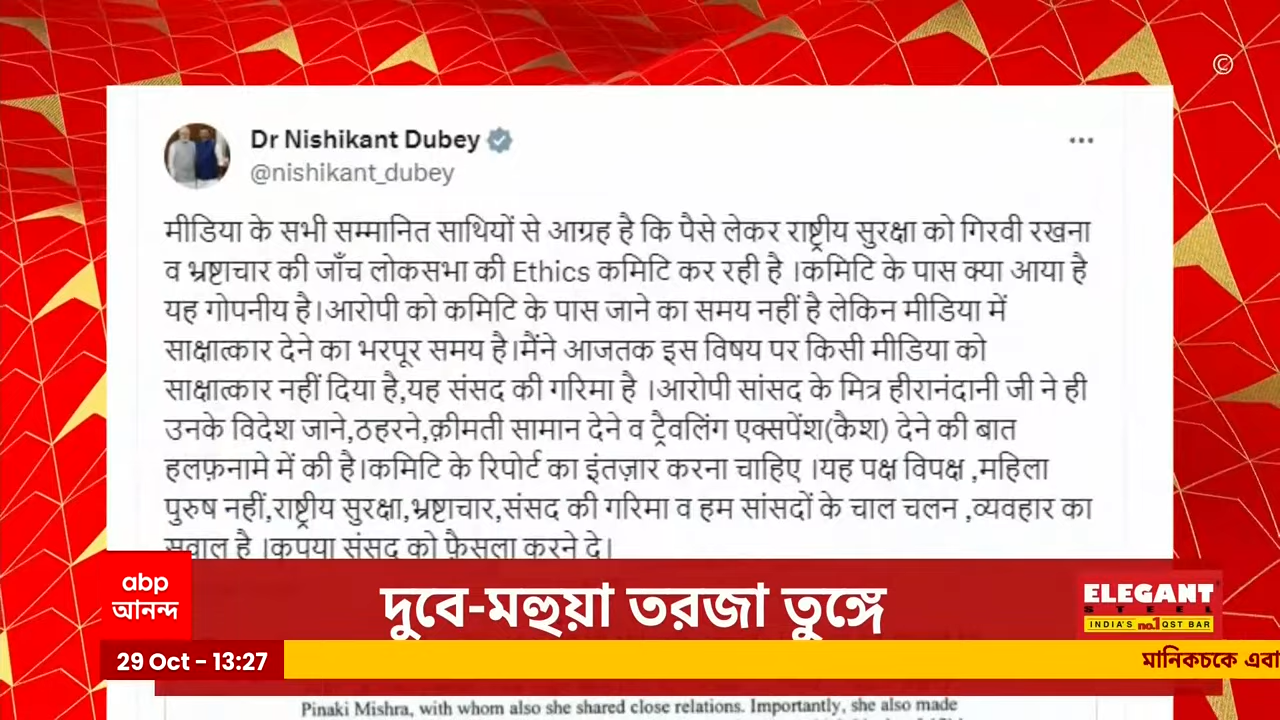 ©
Dr Nishikant Dubey
@nishikant_dubey
मीडिया के सभी सम्मानित साथियों से आग्रह है कि पैसे लेकर राष्ट्रीय सुरक्षा को गिरवी रखना
व भ्रष्टाचार की जाँच लोकसभा की Ethics कमिटि कर रही है ।कमिटि के पास क्या आया है
यह गोपनीय है।आरोपी को कमिटि के पास जाने का समय नहीं है लेकिन मीडिया में
साक्षात्कार देने का भरपूर समय है।मैंने आजतक इस विषय पर किसी मीडिया को
साक्षात्कार नहीं दिया है,यह संसद की गरिमा है ।आरोपी सांसद के मित्र हीरानंदानी जी ने ही
उनके विदेश जाने,ठहरने,क़ीमती सामान देने व ट्रैवलिंग एक्सपेंश(कैश) देने की बात
हलफ़नामे में की है।कमिटि के रिपोर्ट का इंतज़ार करना चाहिए ।यह पक्ष विपक्ष ,महिला
पुरुष नहीं,राष्ट्रीय सुरक्षा,भ्रष्टाचार,संसद की गरिमा व हम सांसदों के चाल चलन ,व्यवहार का
सवाल है ।कृपया संसद को फ़ैसला करने दे।
abp
আনন্দ
দুবে-মহুয়া তরজা তুঙ্গে
ELEGANT
STEEL
INDIA'S no.1 QST BAR
29 Oct - 13:27
মানিকচকে এবা
Pinaki Mishra, with whom also she shared close relations. Importantly, she also made